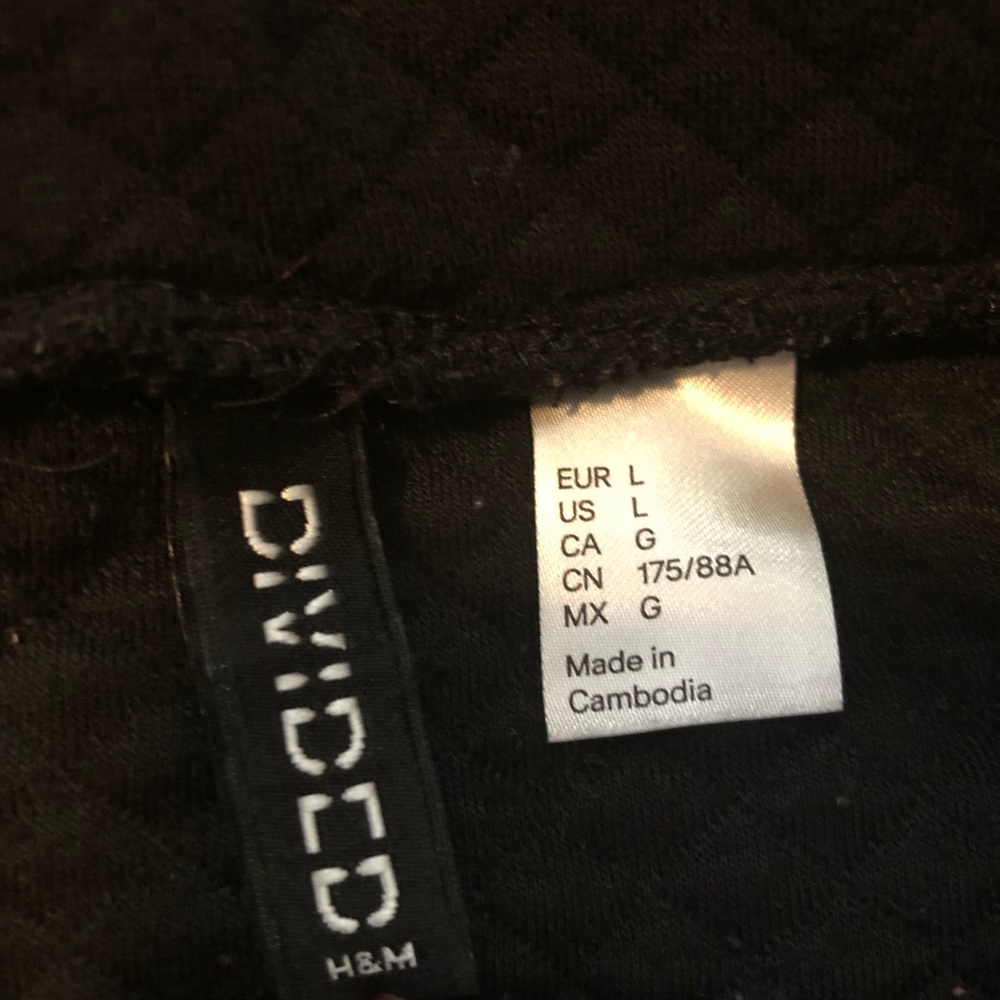 DIVIDED
H&M
EUR L
US L
CA G
CN 175/88A
MX G
Made in
Cambodia